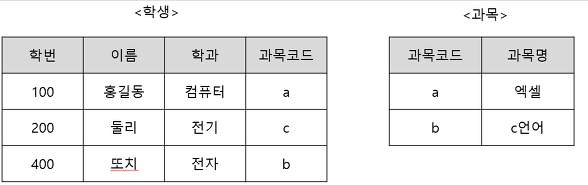 <학생>
학번 이름 학과 과목코드
100 홍길동 컴퓨터 a
200 둘리 전기 c
400 또치 전자 b
<과목>
과목코드 과목명
a 엑셀
b c언어